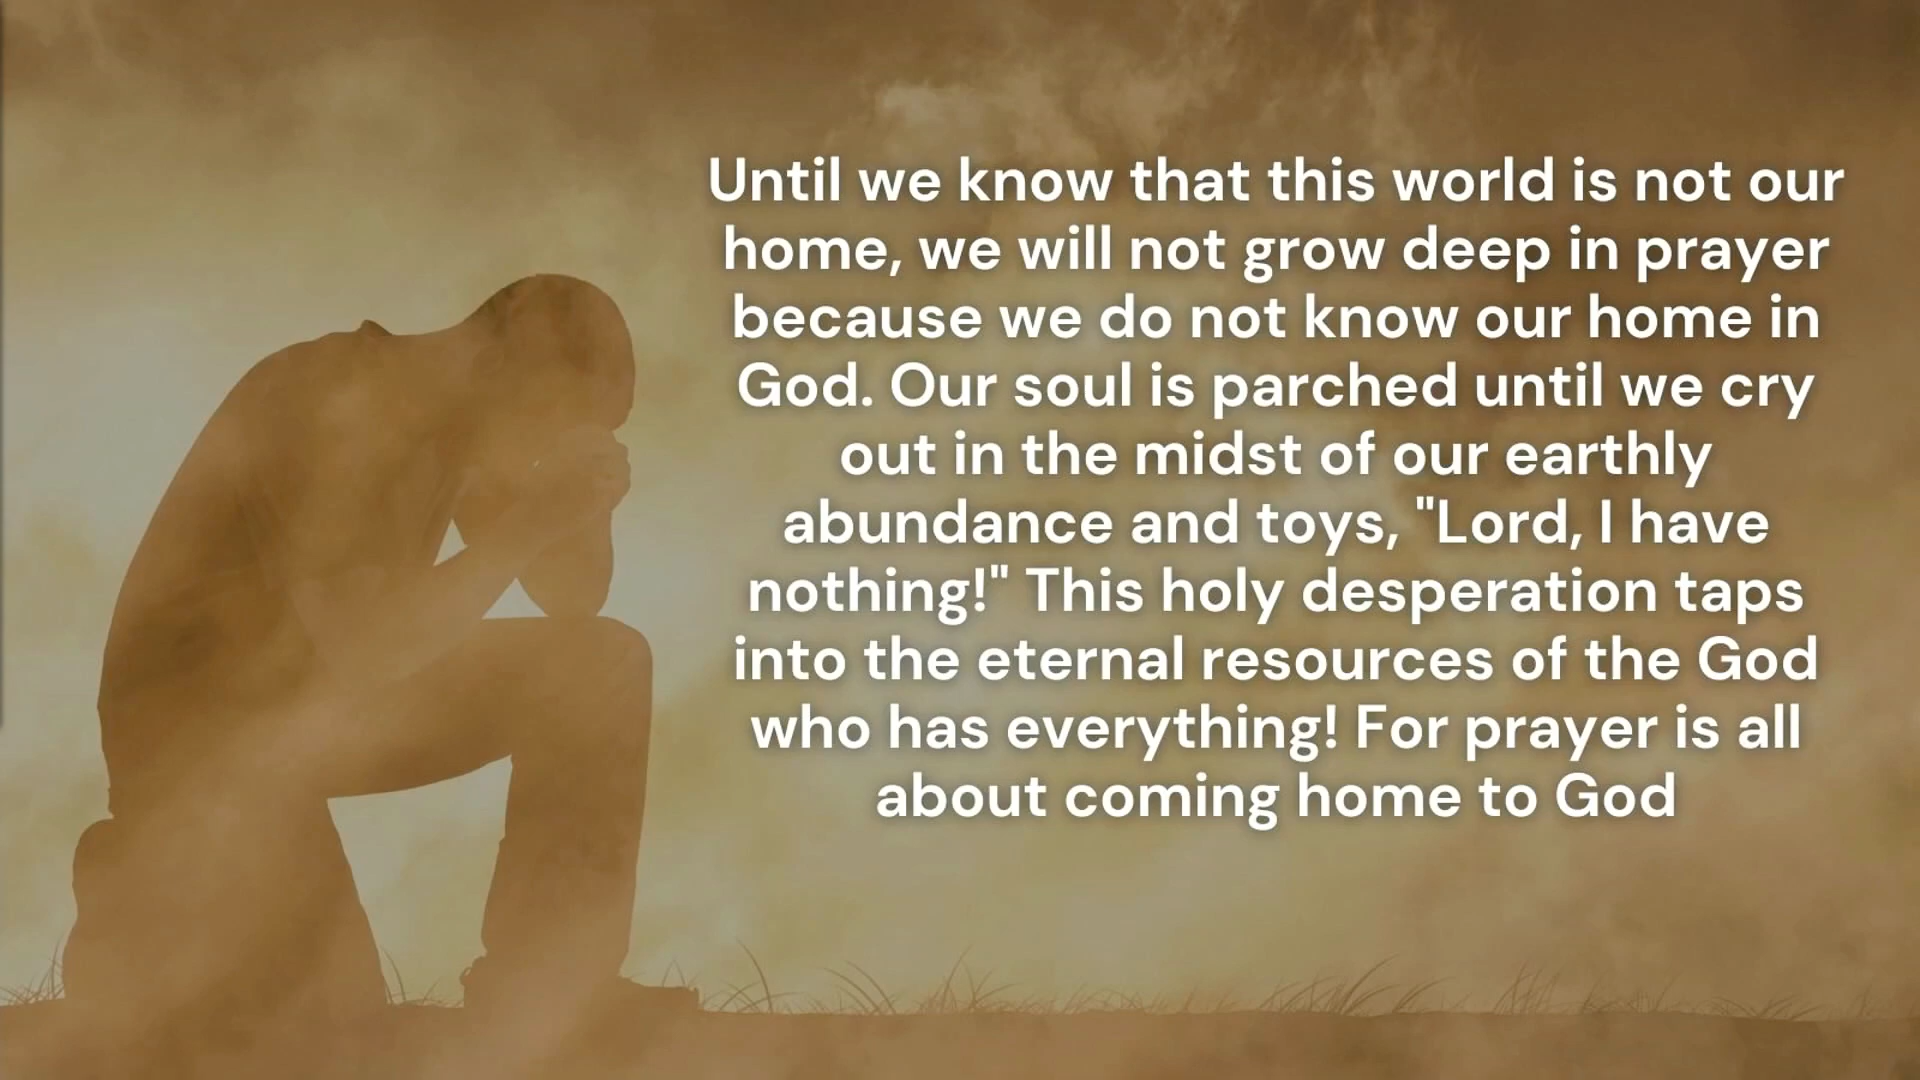 Until we know that this world is not our
home, we will not grow deep in prayer
because we do not know our home in
God. Our soul is parched until we cry
out in the midst of our earthly
abundance and toys, "Lord, I have
nothing!" This holy desperation taps
into the eternal resources of the God
who has everything! For prayer is all
about coming home to God